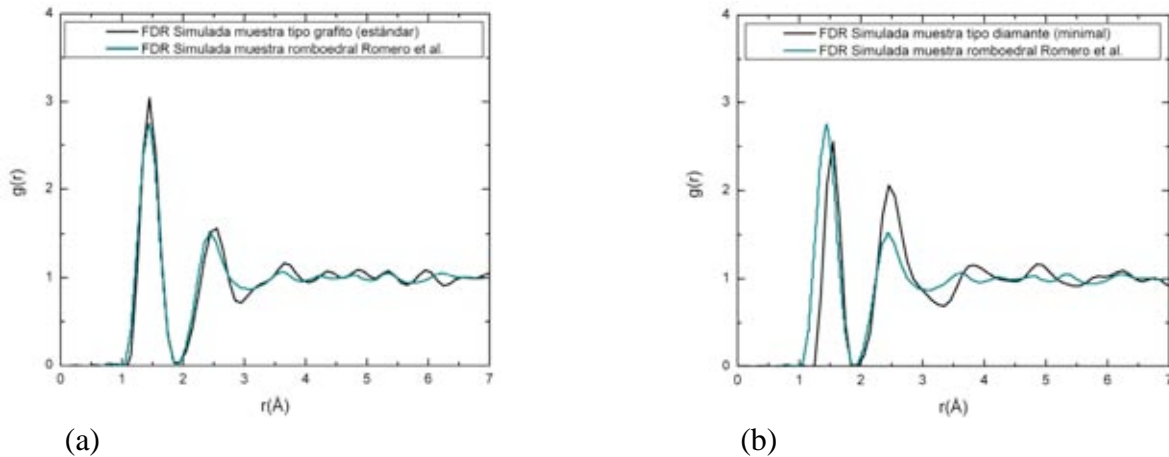 FDR Simulada muestra tipo grafito (estándar)
FDR Simulada muestra romboedral Romero et al.
g(r)
4
3
2
1
0
0 1 2 3 4 5 6 7
r(Å)
(a)
FDR Simulada muestra tipo diamante (minimal)
FDR Simulada muestra romboedral Romero et al.
g(r)
4
3
2
1
0
0 1 2 3 4 5 6 7
r(Å)
(b)